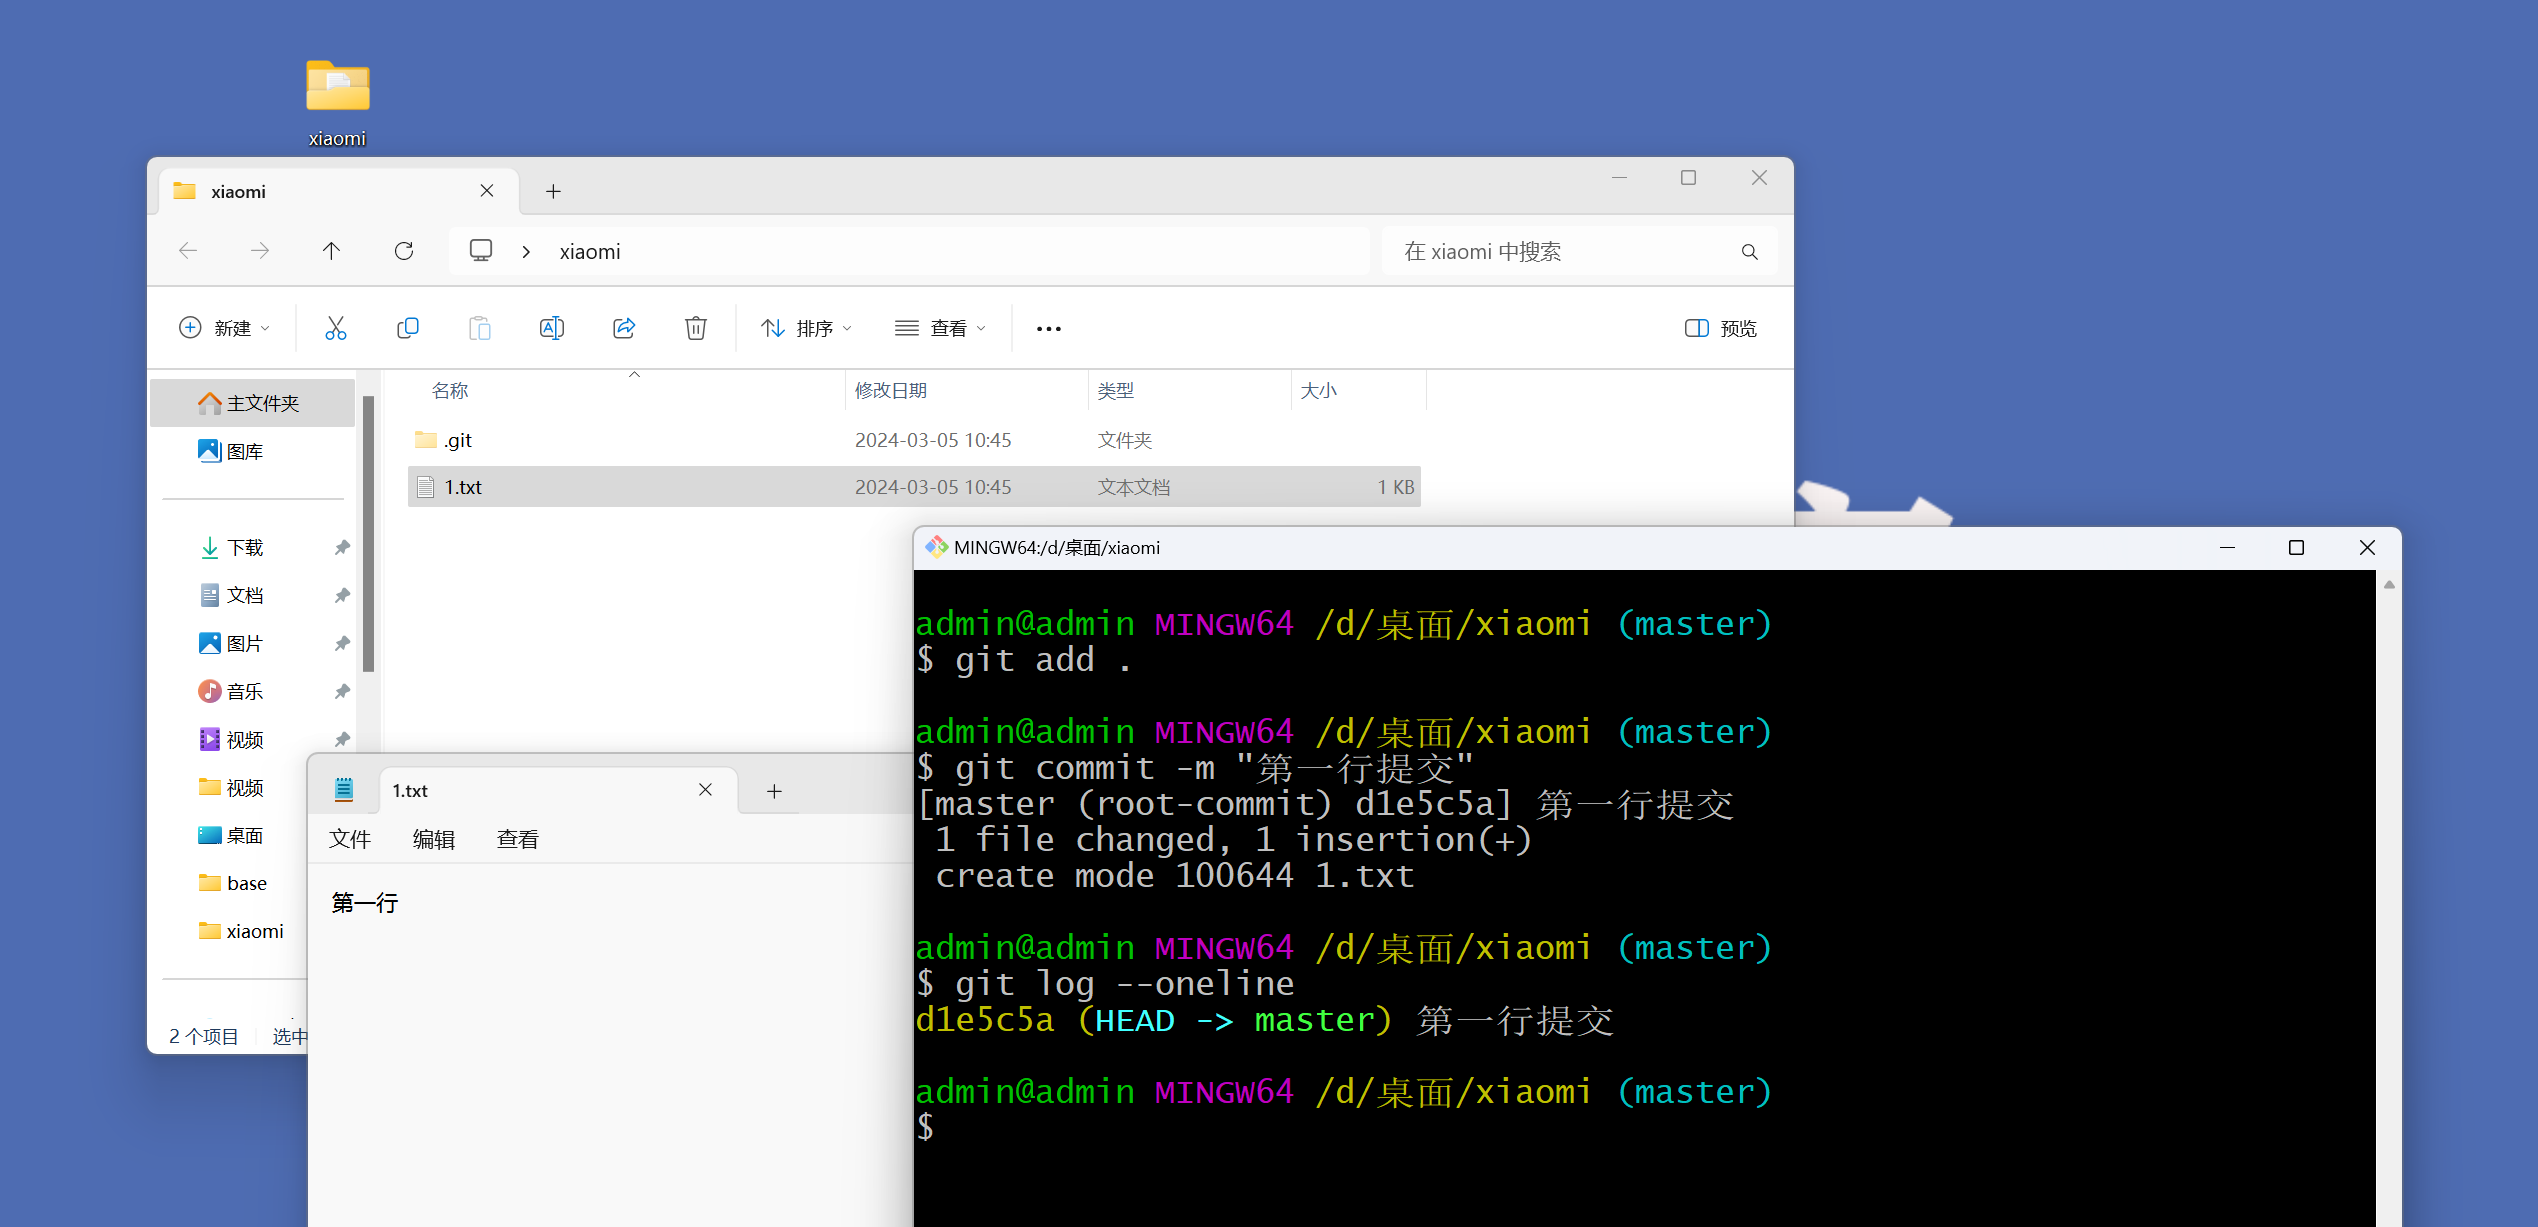 xiaomi
xiaomi
xiaomi
在 xiaomi 中搜索
新建
排序
查看
预览
名称 修改日期 类型 大小
.git 2024-03-05 10:45 文件夹
1.txt 2024-03-05 10:45 文本文档 1 KB
主文件夹
图库
下载
文档
图片
音乐
视频
视频
桌面
base
xiaomi
2 个项目 选中
1.txt
文件 编辑 查看
第一行
MINGW64:/d/桌面/xiaomi
admin@admin MINGW64 /d/桌面/xiaomi (master)
$ git add .
admin@admin MINGW64 /d/桌面/xiaomi (master)
$ git commit -m "第一行提交"
[master (root-commit) d1e5c5a] 第一行提交
1 file changed, 1 insertion(+)
create mode 100644 1.txt
admin@admin MINGW64 /d/桌面/xiaomi (master)
$ git log --oneline
d1e5c5a (HEAD -> master) 第一行提交
admin@admin MINGW64 /d/桌面/xiaomi (master)
$